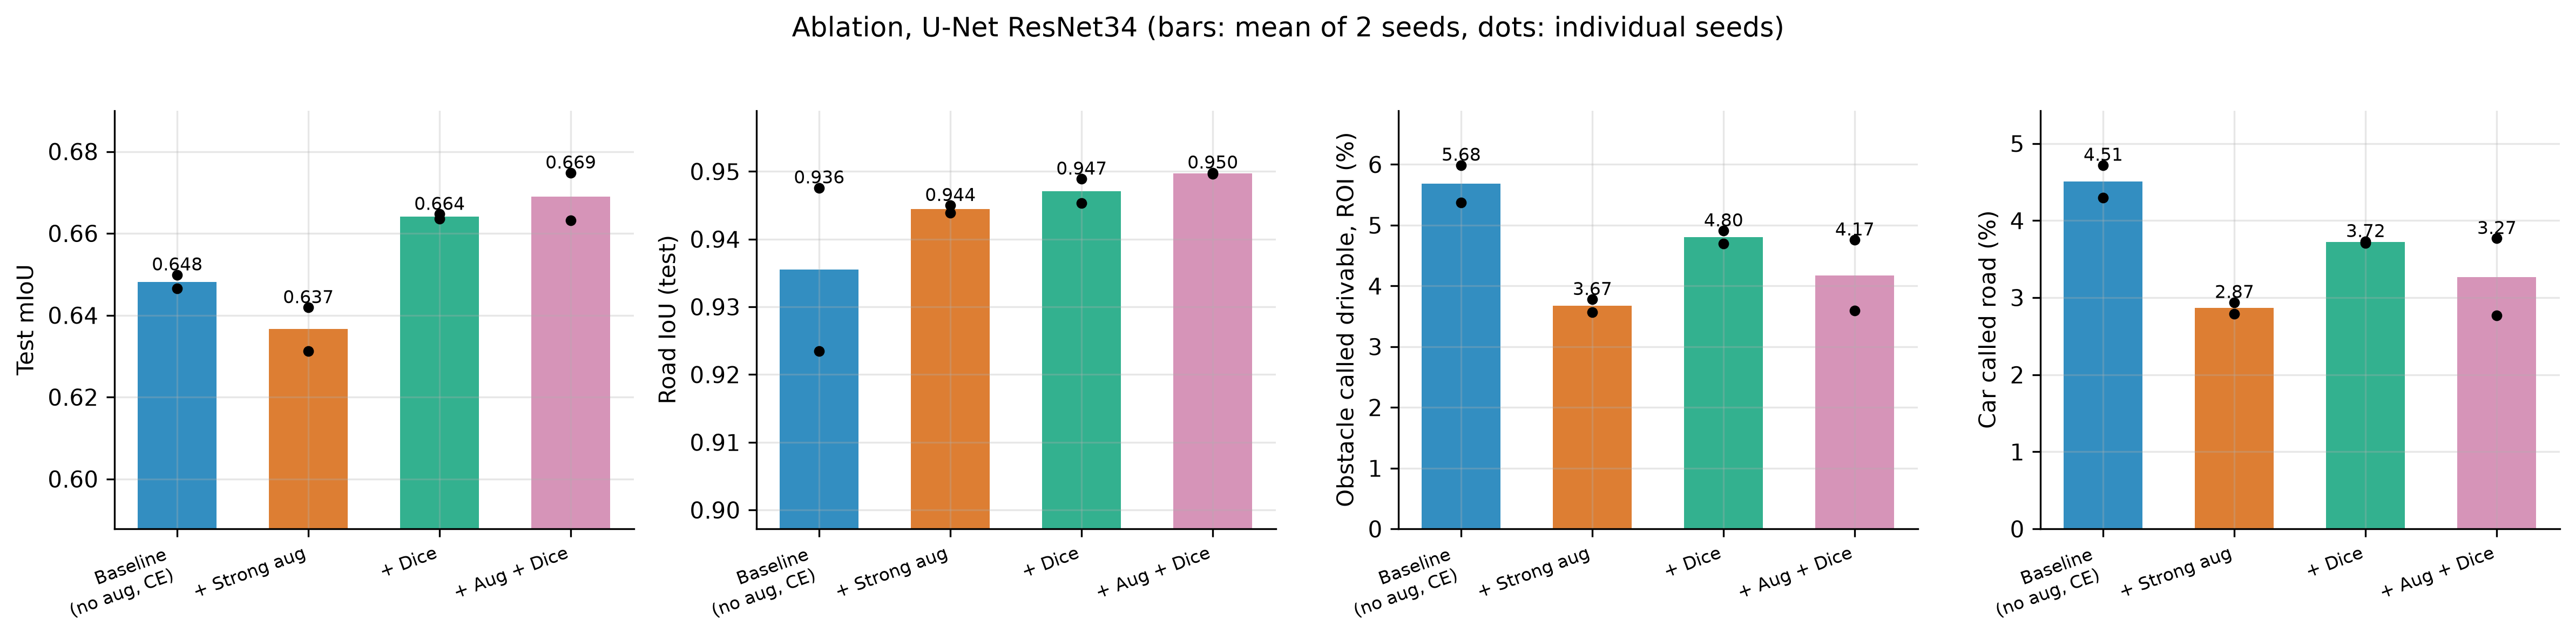 Ablation, U-Net ResNet34 (bars: mean of 2 seeds, dots: individual seeds)
Test mIoU
0.68
0.66
0.64
0.62
0.60
0.648
0.637
0.664
0.669
Baseline
(no aug, CE)
+ Strong aug
+ Dice
+ Aug + Dice
Road IoU (test)
0.95
0.94
0.93
0.92
0.91
0.90
0.936
0.944
0.947
0.950
Baseline
(no aug, CE)
+ Strong aug
+ Dice
+ Aug + Dice
Obstacle called drivable, ROI (%)
6
5
4
3
2
1
0
5.68
3.67
4.80
4.17
Baseline
(no aug, CE)
+ Strong aug
+ Dice
+ Aug + Dice
Car called road (%)
5
4
3
2
1
0
4.51
2.87
3.72
3.27
Baseline
(no aug, CE)
+ Strong aug
+ Dice
+ Aug + Dice